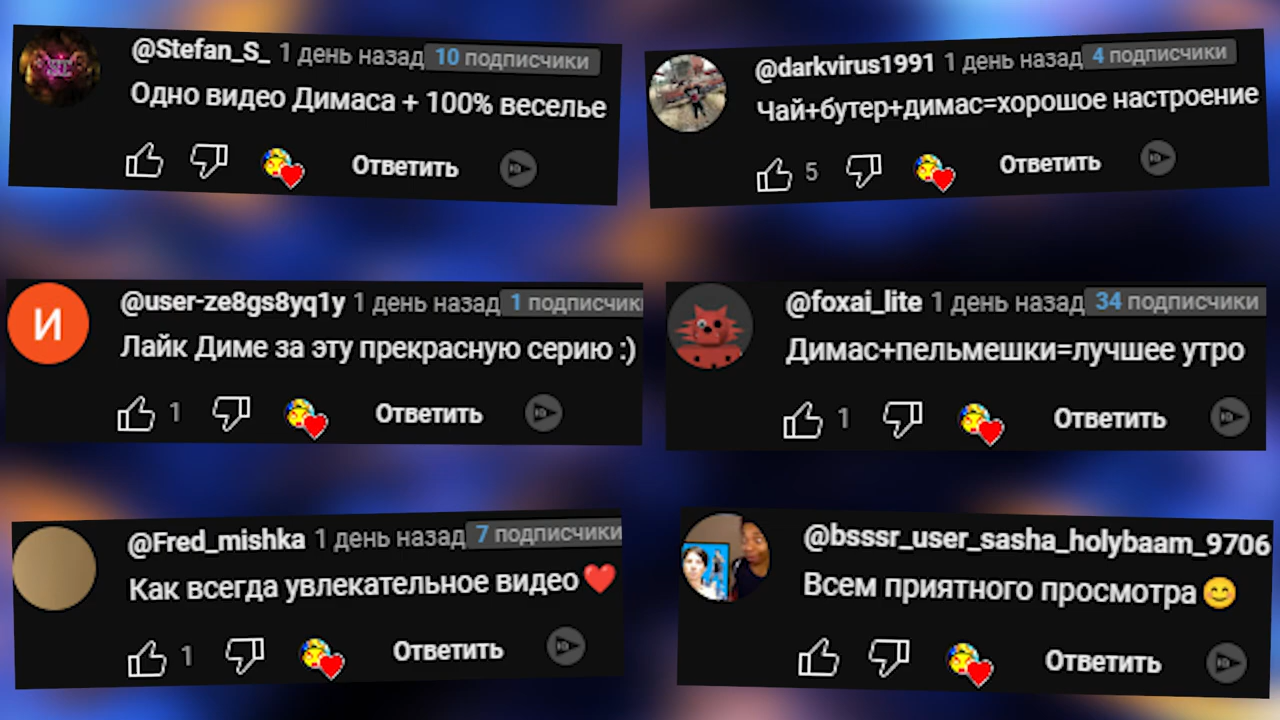 @Stefan_S_ 1 день назад 10 подписчики
Одно видео Димаса + 100% веселье
Ответить
@darkvirus1991 1 день назад 4 подписчики
Чай+бутер+димас=хорошое настроение
5 Ответить
И
@user-ze8gs8yq1y 1 день назад 1 подписчик
Лайк Диме за эту прекрасную серию :)
1 Ответить
@foxai_lite 1 день назад 34 подписчики
Димас+пельмешки=лучшее утро
1 Ответить
@Fred_mishka 1 день назад 7 подписчики
Как всегда увлекательное видео❤️
1 Ответить
@bsssr_user_sasha_holybaam_9706
Всем приятного просмотра😊
Ответить